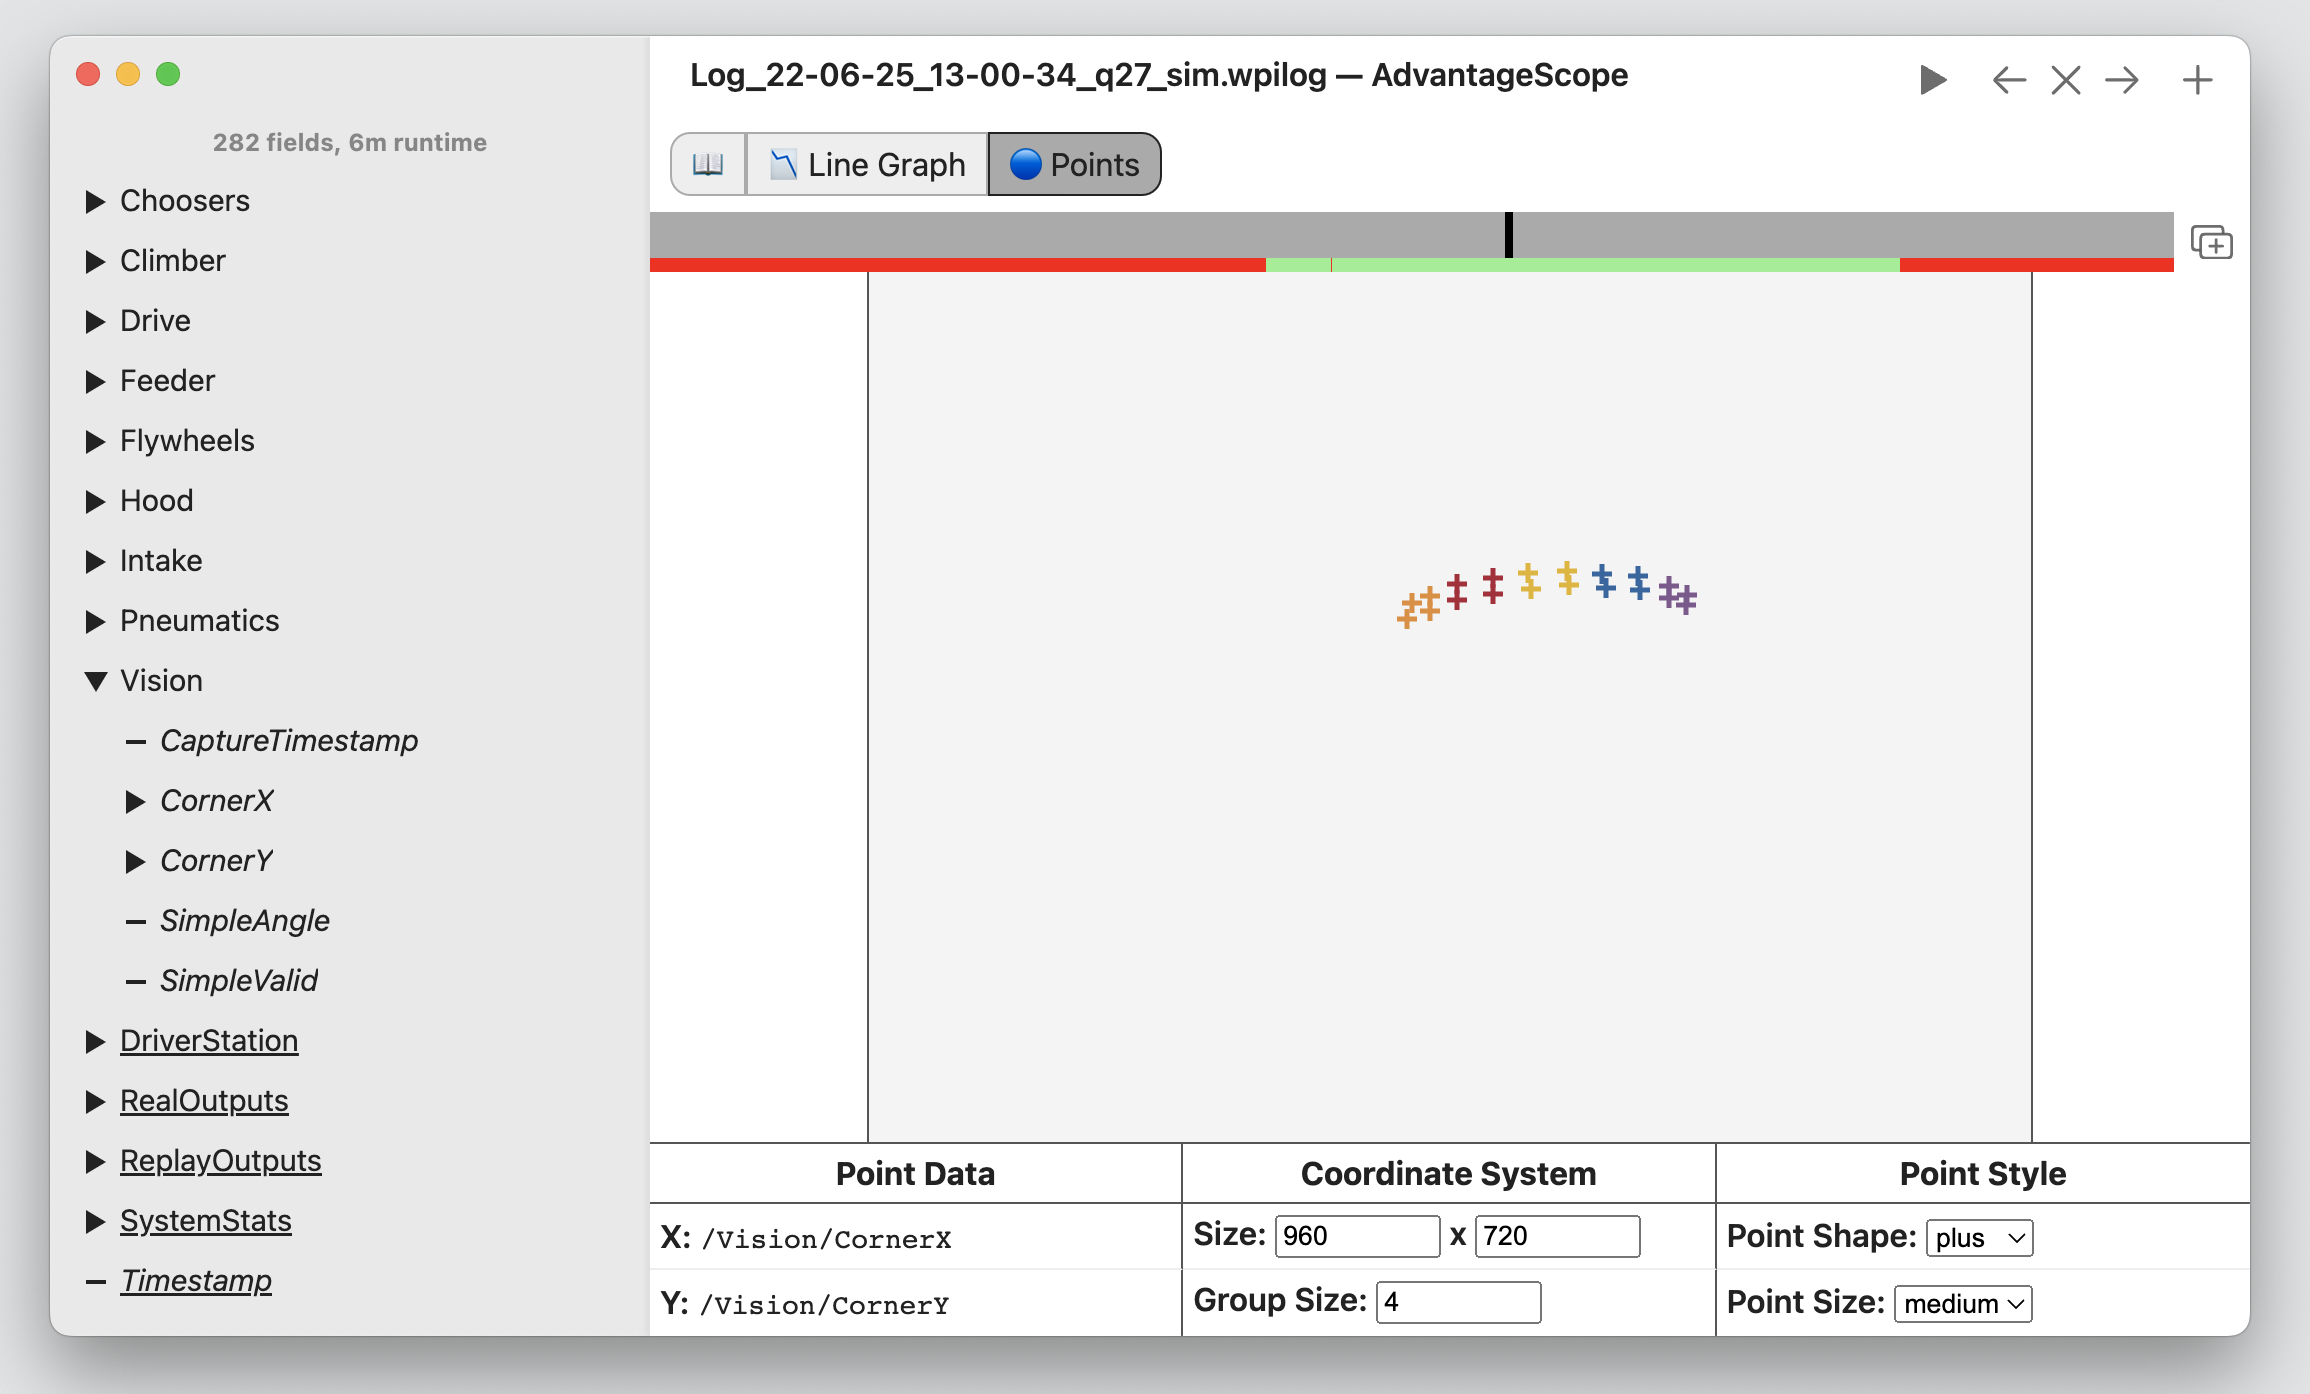 Log_22-06-25_13-00-34_q27_sim.wpilog — AdvantageScope
282 fields, 6m runtime
Choosers
Climber
Drive
Feeder
Flywheels
Hood
Intake
Pneumatics
Vision
CaptureTimestamp
CornerX
CornerY
SimpleAngle
SimpleValid
DriverStation
RealOutputs
ReplayOutputs
SystemStats
Timestamp
Line Graph
Points
Point Data
Coordinate System
Point Style
X: /Vision/CornerX
Size: 960 x 720
Point Shape: plus
Y: /Vision/CornerY
Group Size: 4
Point Size: medium